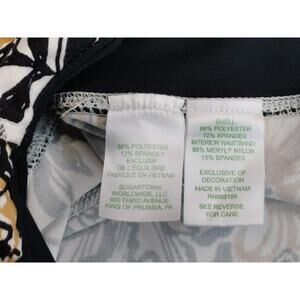 88% POLYESTER
12% SPANDEX
EXCLUSIF
DE L'ÉQUILIBRE
FABRIQUE EN VIETNAM
SUGARTOWN
WORLDWIDE, LLC
800 THIRD AVENUE
KING OF PRUSSIA, PA
SHELL:
88% POLYESTER
12% SPANDEX
INTERIOR WAISTBAND:
85% MERYL® NYLON
15% SPANDEX
EXCLUSIVE OF
DECORATION
MADE IN VIETNAM
SEE REVERSE
FOR CARE